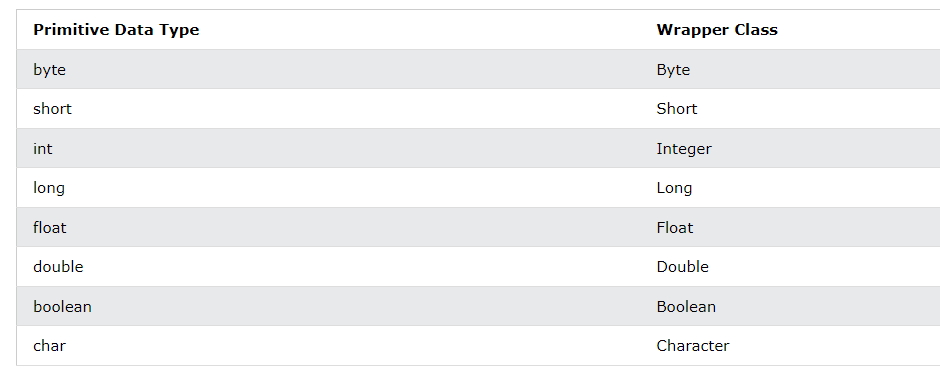 Primitive Data Type Wrapper Class
byte Byte
short Short
int Integer
long Long
float Float
double Double
boolean Boolean
char Character